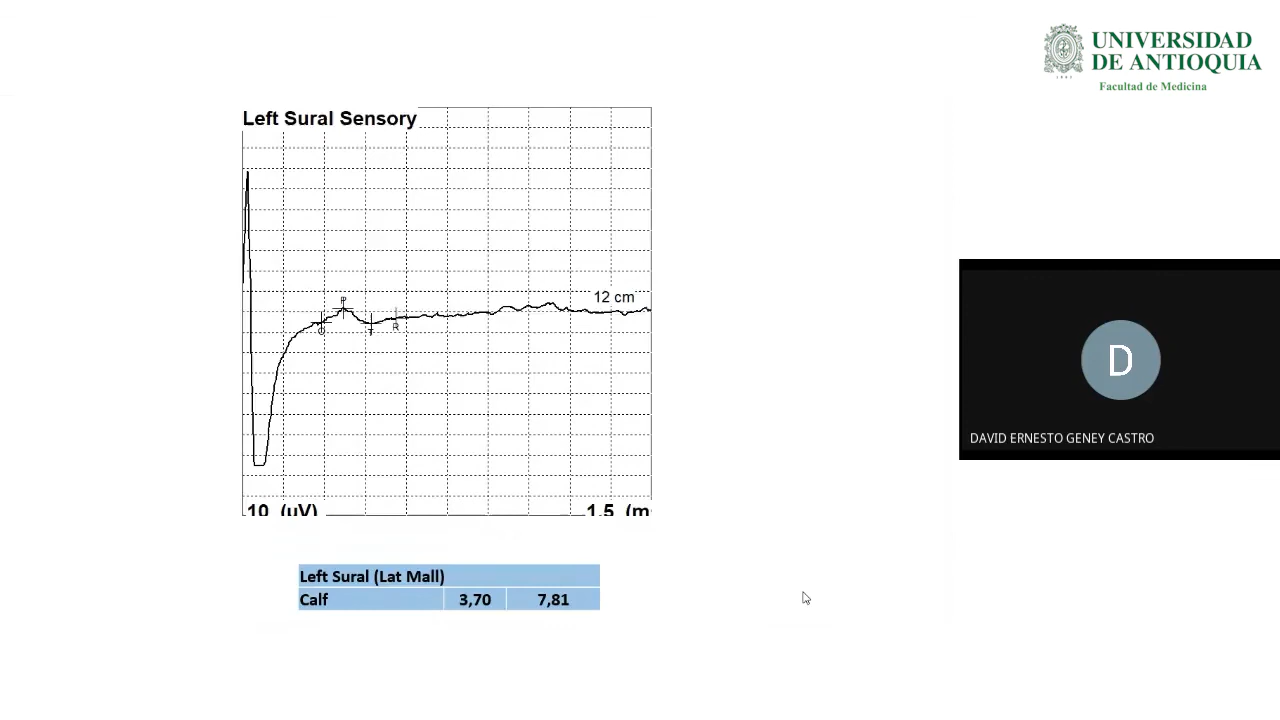 UNIVERSIDAD
DE ANTIOQUIA
1803
Facultad de Medicina
Left Sural Sensory
P
O
T
R
12 cm
10 (uV)
1.5 (m
Left Sural (Lat Mall)
Calf 3,70 7,81
D
DAVID ERNESTO GENEY CASTRO